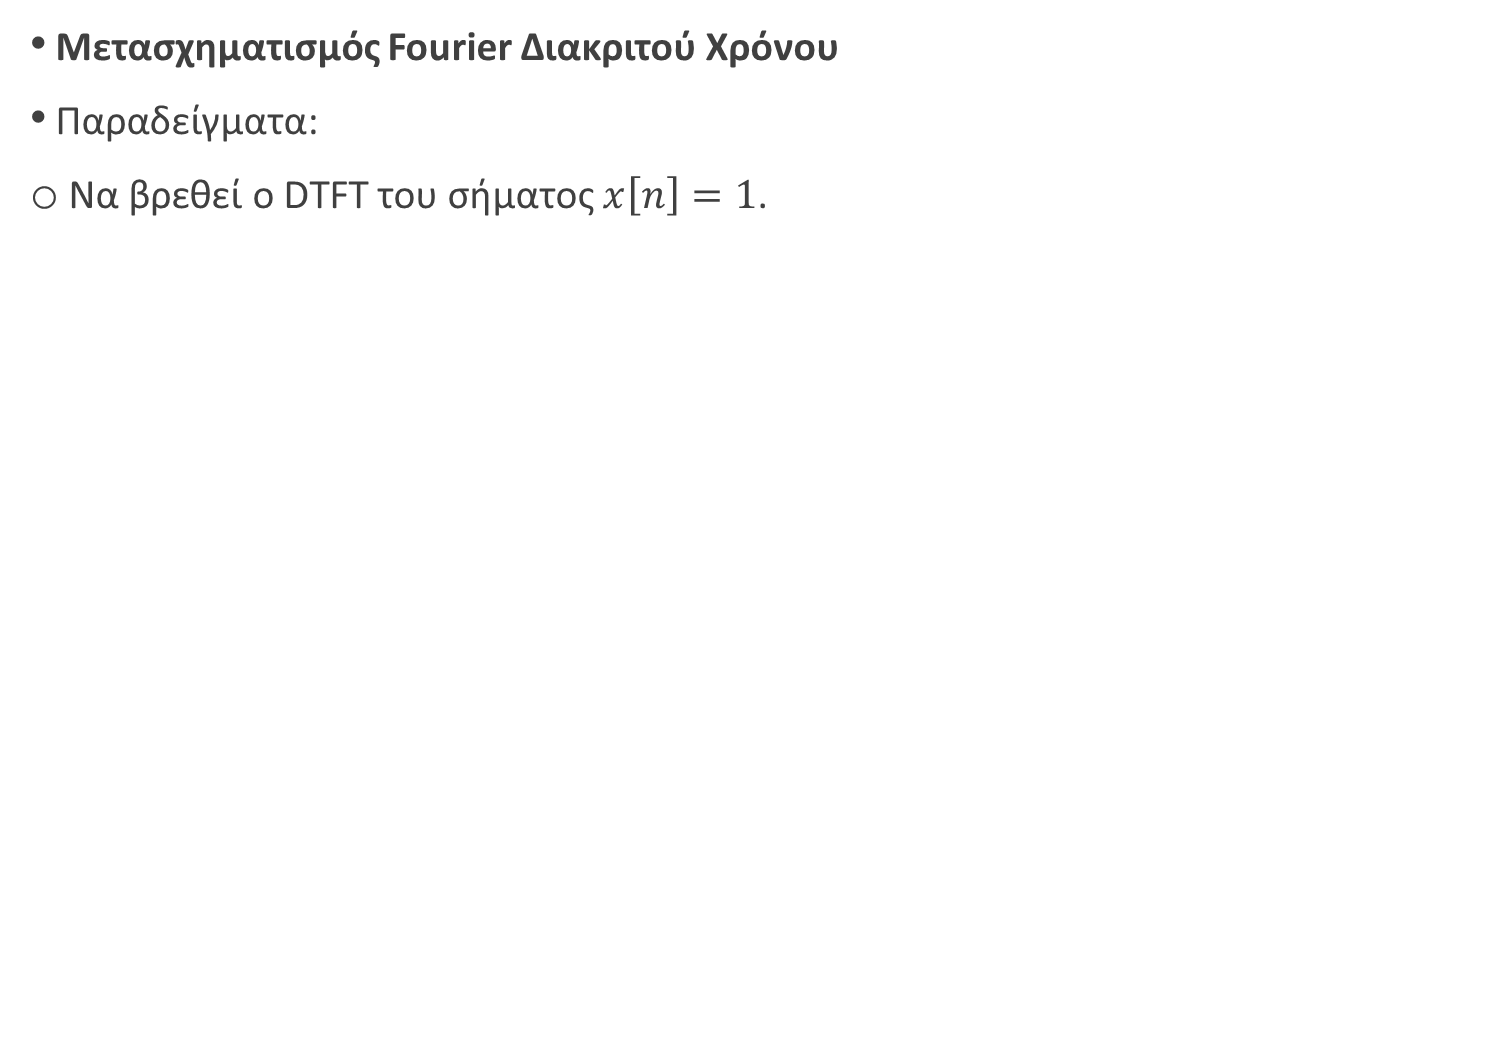 • Μετασχηματισμός Fourier Διακριτού Χρόνου
• Παραδείγματα:
○ Να βρεθεί ο DTFT του σήματος 𝑥[𝑛] = 1.